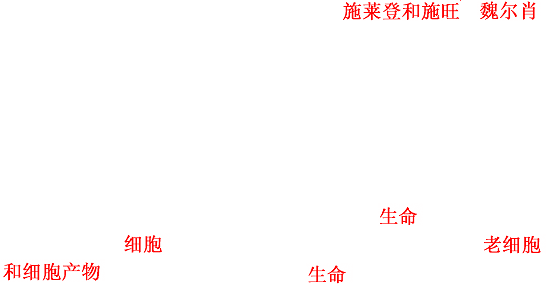 施莱登和施旺 魏尔肖
生命
细胞 老细胞
和细胞产物 生命